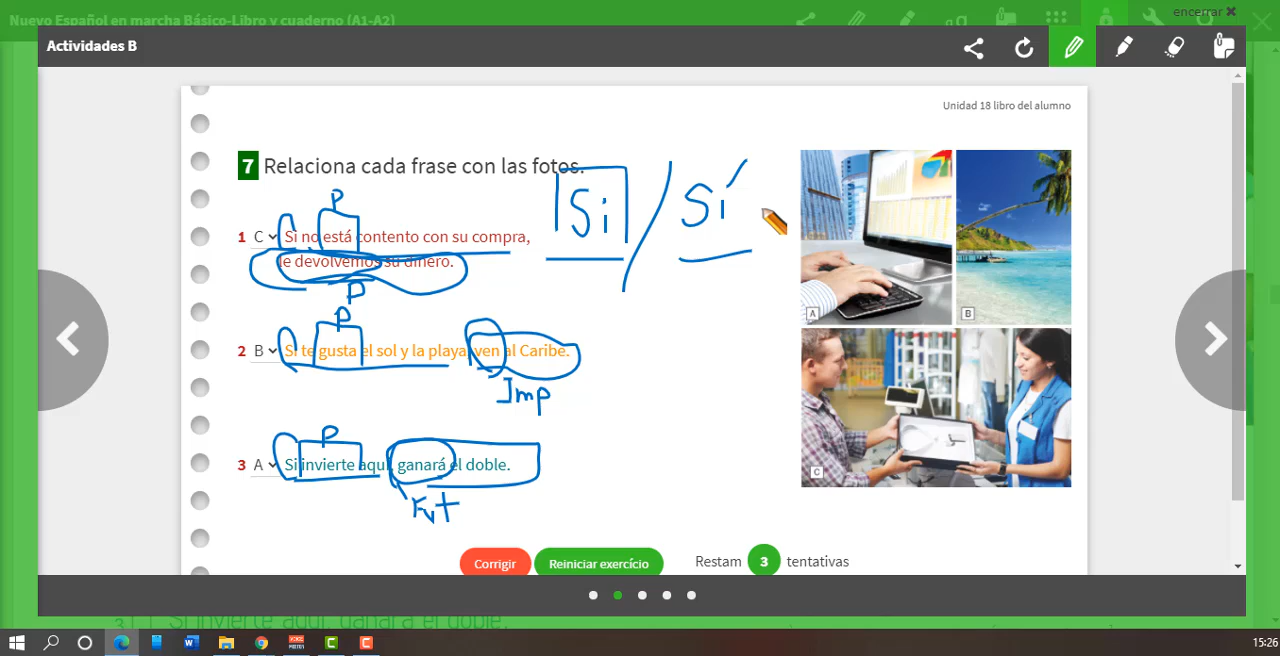 Nuevo Español en marcha Básico-Libro y cuaderno (A1-A2)
encerrar
Actividades B
Unidad 18 libro del alumno
7 Relaciona cada frase con las fotos.
Si / Sí
P
1 C Si no está contento con su compra,
le devolvemos su dinero.
P
P
2 B Si te gusta el sol y la playa, ven al Caribe.
Imp
P
3 A Si invierte aquí, ganará el doble.
Fut
A
B
C
Corrigir
Reiniciar exercício
Restam 3 tentativas
Si invierte aquí, ganará el doble.
15:26